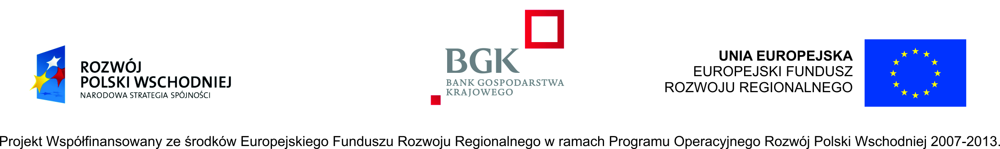 ROZWÓJ
POLSKI WSCHODNIEJ
NARODOWA STRATEGIA SPÓJNOŚCI
BGK
BANK GOSPODARSTWA
KRAJOWEGO
UNIA EUROPEJSKA
EUROPEJSKI FUNDUSZ
ROZWOJU REGIONALNEGO
Projekt Współfinansowany ze środków Europejskiego Funduszu Rozwoju Regionalnego w ramach Programu Operacyjnego Rozwój Polski Wschodniej 2007-2013.